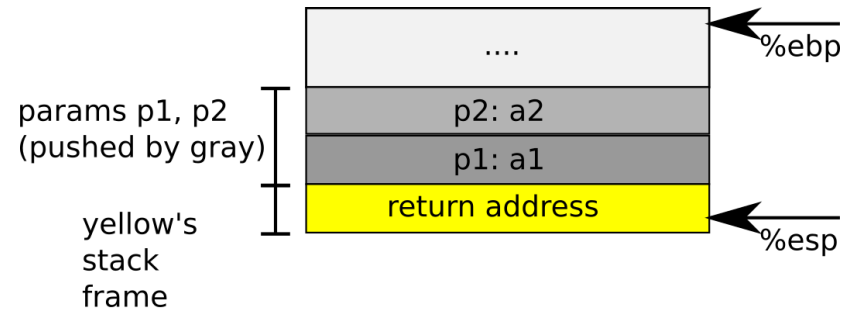 ....
%ebp
params p1, p2
(pushed by gray)
p2: a2
p1: a1
return address
yellow's
stack
frame
%esp